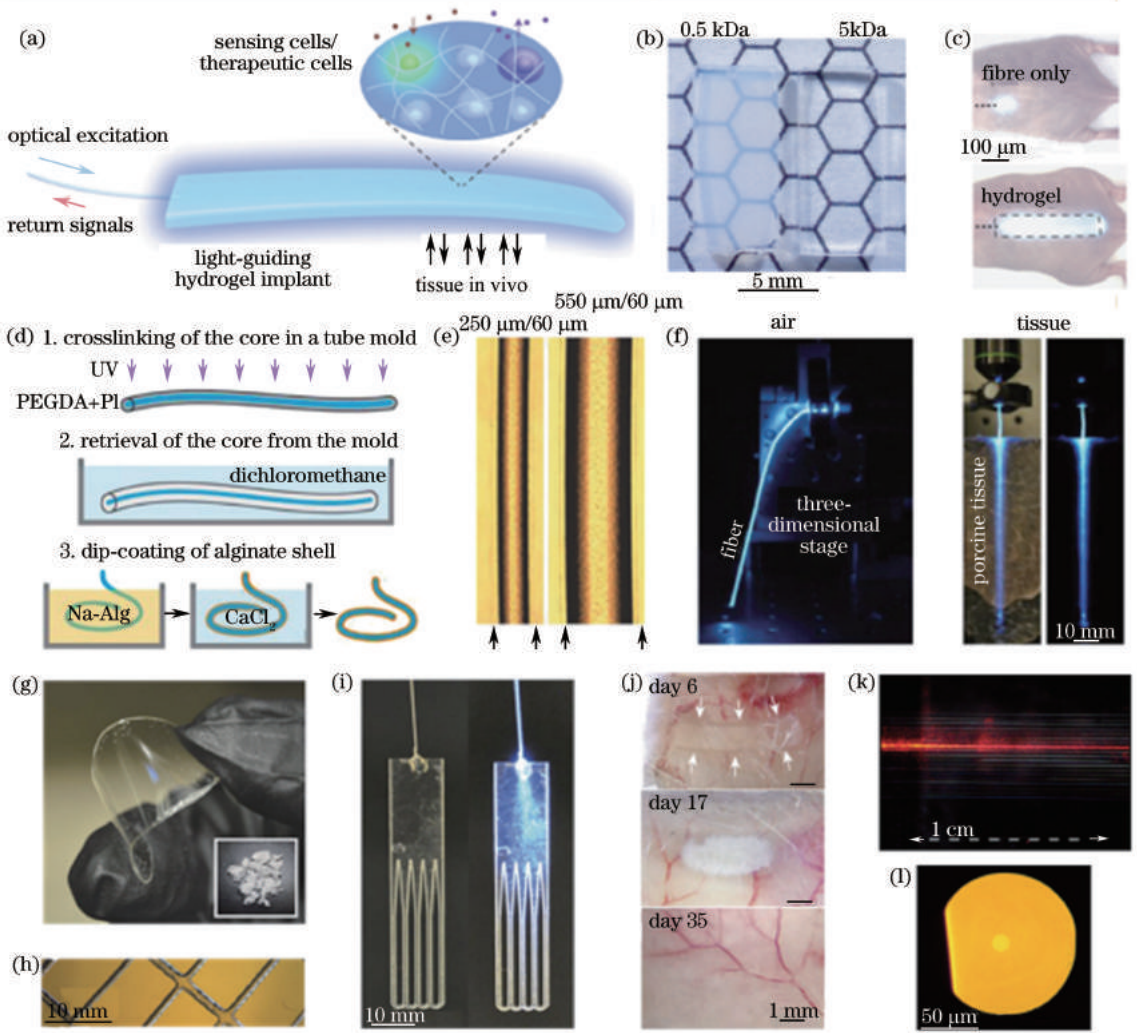 (a)
sensing cells/
therapeutic cells
optical excitation
return signals
light-guiding
hydrogel implant
tissue in vivo
(b)
0.5 kDa
5kDa
5 mm
(c)
fibre only
100 μm
hydrogel
(d)
1. crosslinking of the core in a tube mold
UV
PEGDA+Pl
2. retrieval of the core from the mold
dichloromethane
3. dip-coating of alginate shell
Na-Alg
CaCl₂
(e)
250 μm/60 μm
550 μm/60 μm
(f)
air
fiber
three-
dimensional
stage
tissue
porcine tissue
10 mm
(g)
(h)
10 mm
(i)
10 mm
(j)
day 6
day 17
day 35
1 mm
(k)
1 cm
(l)
50 μm